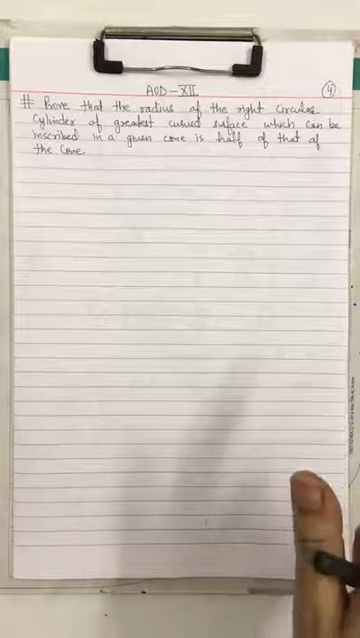 AOD - XII
4
# Prove that the radius of the right circular
cylinder of greatest curved surface which can be
inscribed in a given cone is half of that of
the cone.